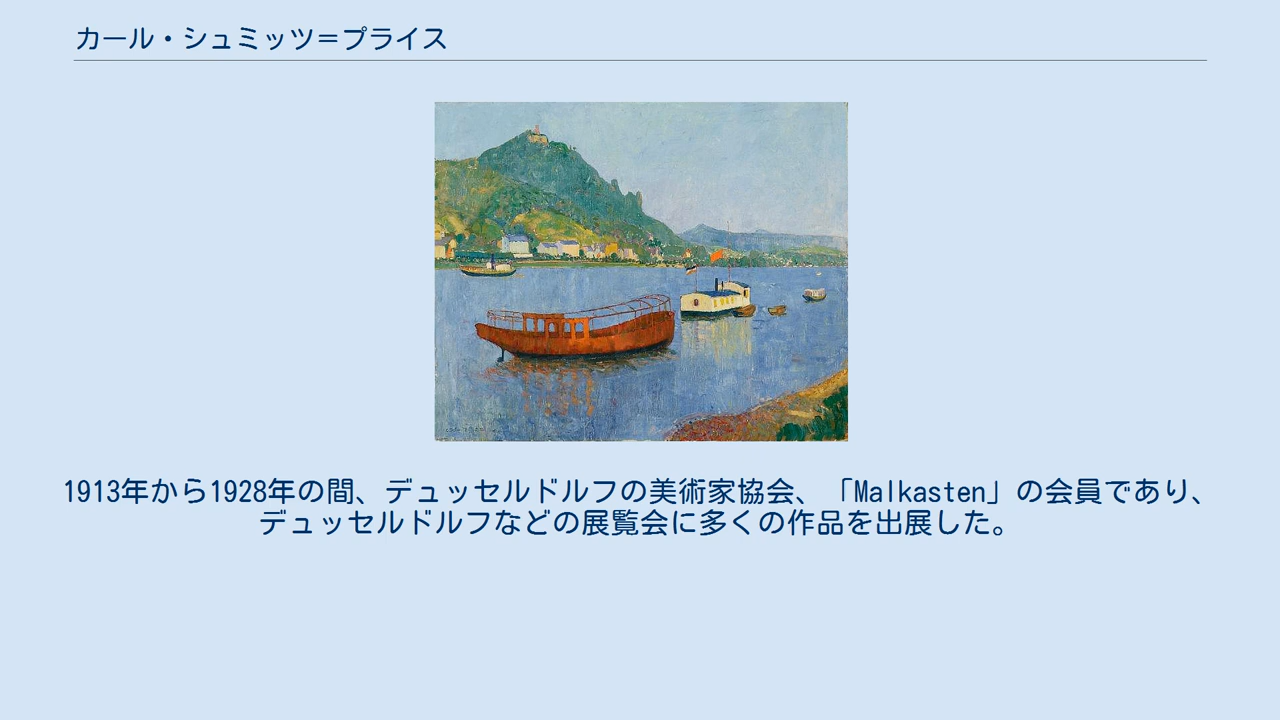 カール・シュミッツ＝プライス
1913年から1928年の間、デュッセルドルフの美術家協会、「Malkasten」の会員であり、
デュッセルドルフなどの展覧会に多くの作品を出展した。